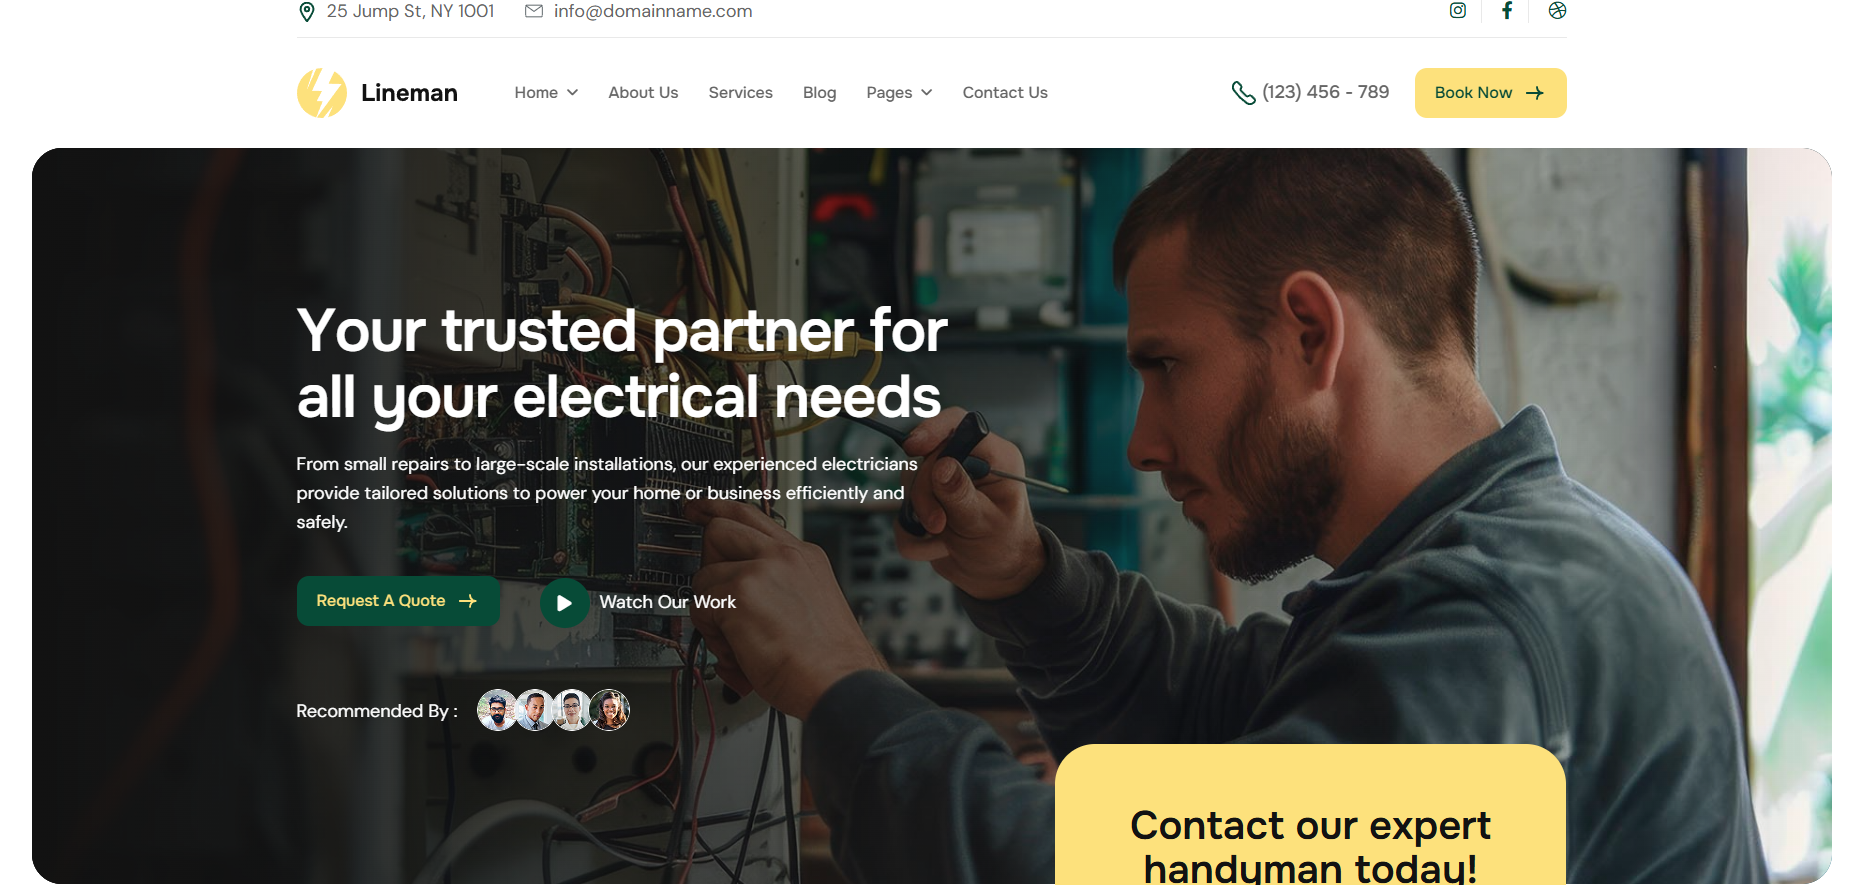 25 Jump St, NY 1001
info@domainname.com
Lineman
Home
About Us
Services
Blog
Pages
Contact Us
(123) 456 - 789
Book Now
Your trusted partner for
all your electrical needs
From small repairs to large-scale installations, our experienced electricians
provide tailored solutions to power your home or business efficiently and
safely.
Request A Quote
Watch Our Work
Recommended By :
Contact our expert
handyman today!